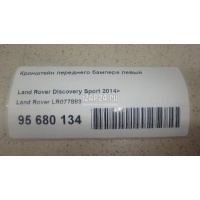 Кронштейн переднего бампера левый
Land Rover Discovery Sport 2014>
Land Rover LR077893
95 680 134